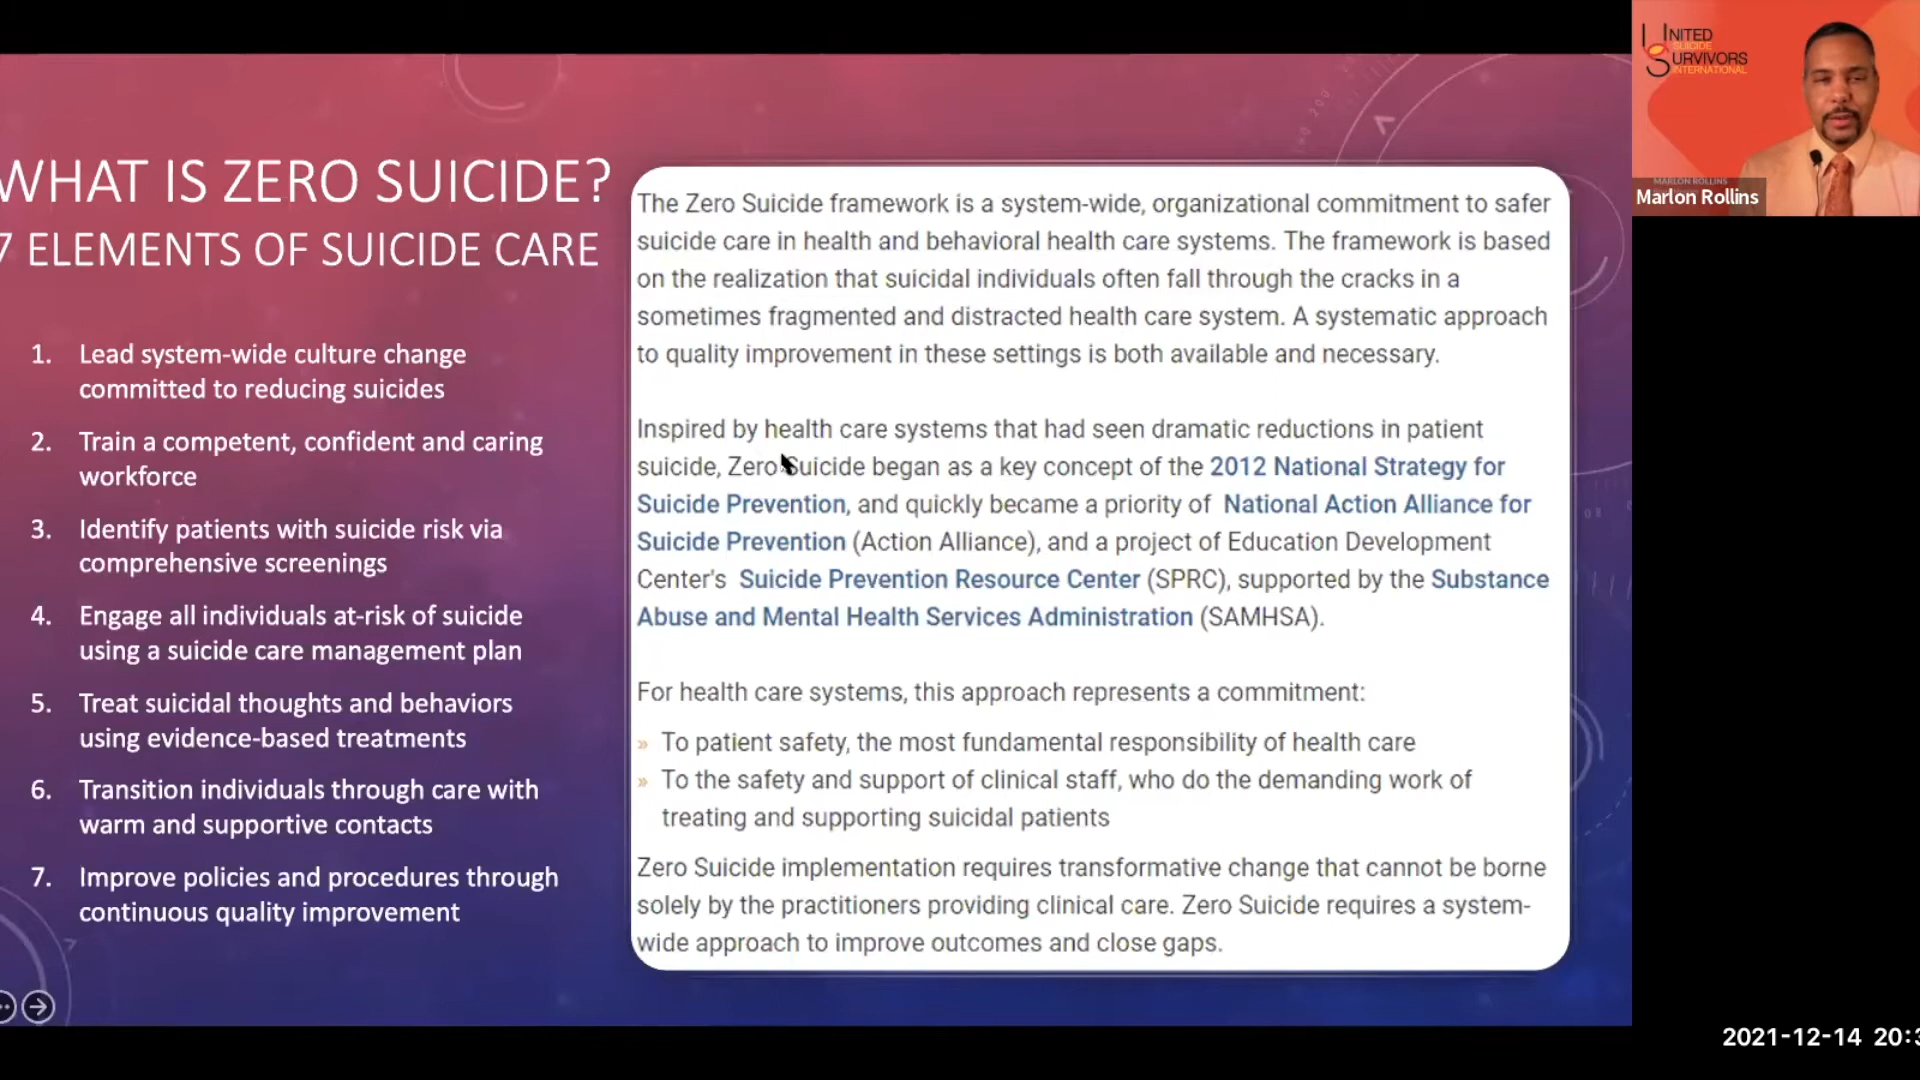 WHAT IS ZERO SUICIDE?
7 ELEMENTS OF SUICIDE CARE
1. Lead system-wide culture change
committed to reducing suicides
2. Train a competent, confident and caring
workforce
3. Identify patients with suicide risk via
comprehensive screenings
4. Engage all individuals at-risk of suicide
using a suicide care management plan
5. Treat suicidal thoughts and behaviors
using evidence-based treatments
6. Transition individuals through care with
warm and supportive contacts
7. Improve policies and procedures through
continuous quality improvement
The Zero Suicide framework is a system-wide, organizational commitment to safer
suicide care in health and behavioral health care systems. The framework is based
on the realization that suicidal individuals often fall through the cracks in a
sometimes fragmented and distracted health care system. A systematic approach
to quality improvement in these settings is both available and necessary.
Inspired by health care systems that had seen dramatic reductions in patient
suicide, Zero Suicide began as a key concept of the 2012 National Strategy for
Suicide Prevention, and quickly became a priority of National Action Alliance for
Suicide Prevention (Action Alliance), and a project of Education Development
Center's Suicide Prevention Resource Center (SPRC), supported by the Substance
Abuse and Mental Health Services Administration (SAMHSA).
For health care systems, this approach represents a commitment:
» To patient safety, the most fundamental responsibility of health care
» To the safety and support of clinical staff, who do the demanding work of
treating and supporting suicidal patients
Zero Suicide implementation requires transformative change that cannot be borne
solely by the practitioners providing clinical care. Zero Suicide requires a system-
wide approach to improve outcomes and close gaps.
UNITED
SUICIDE
SURVIVORS
INTERNATIONAL
MARLON ROLLINS
Marlon Rollins
2021-12-14 20:3